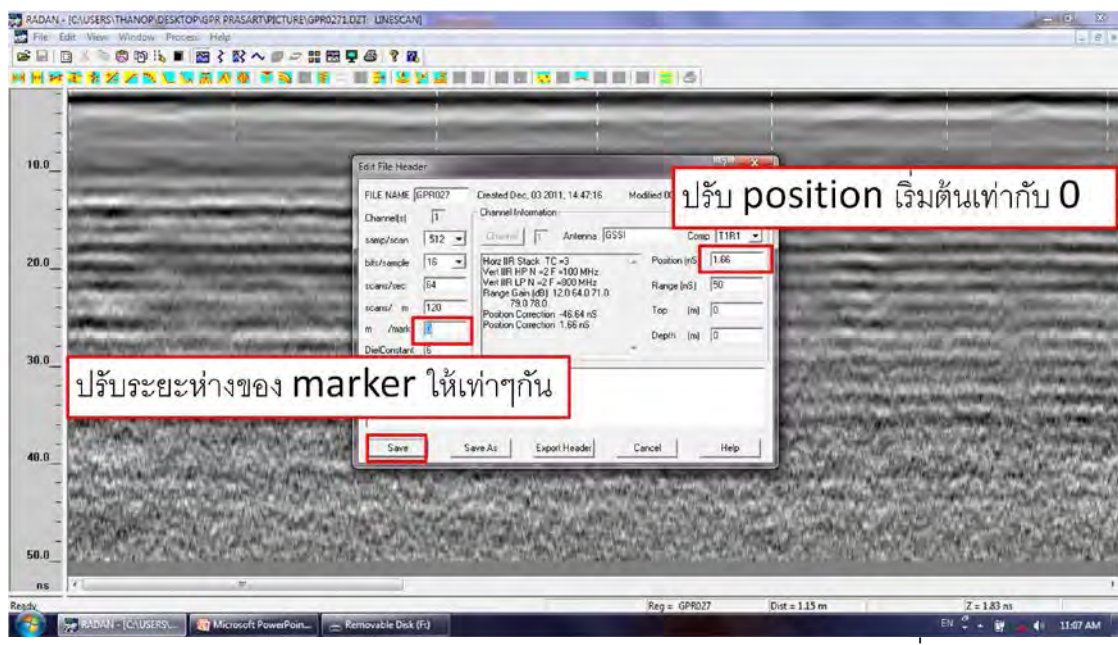 RADAN - [C:\USERS\THANOP\DESKTOP\GPR PRASART\PICTURE\GPR0271.DZT: LINESCAN]
File Edit View Window Process Help
10.0
20.0
30.0
40.0
50.0
ns
Edit File Header
FILE NAME GPR027 Created Dec, 03 2011, 14:47:16 Modified
ปรับ position เริ่มต้นเท่ากับ 0
Channel(s) 1 Channel Information
samp/scan 512 Channel 1 Antenna GSSI Comp T1R1
bits/sample 16
scans/sec 64
scans/ m 120
m /mark
DielConstant 6
Horz IIR Stack TC =3
Vert IIR HP N =2 F =100 MHz
Vert IIR LP N =2 F =800 MHz
Range Gain (dB) 12.0 64.0 71.0
79.0 78.0
Position Correction -46.64 nS
Position Correction 1.66 nS
Position (nS) 1.66
Range (nS) 50
Top (m) 0
Depth (m) 0
ปรับระยะห่างของ marker ให้เท่าๆกัน
Save Save As Export Header Cancel Help
Ready Reg = GPR027 Dist = 1.15 m Z = 1.83 ns
RADAN - [C:\USERS\... Microsoft PowerPoin... Removable Disk (F:) EN 11:07 AM